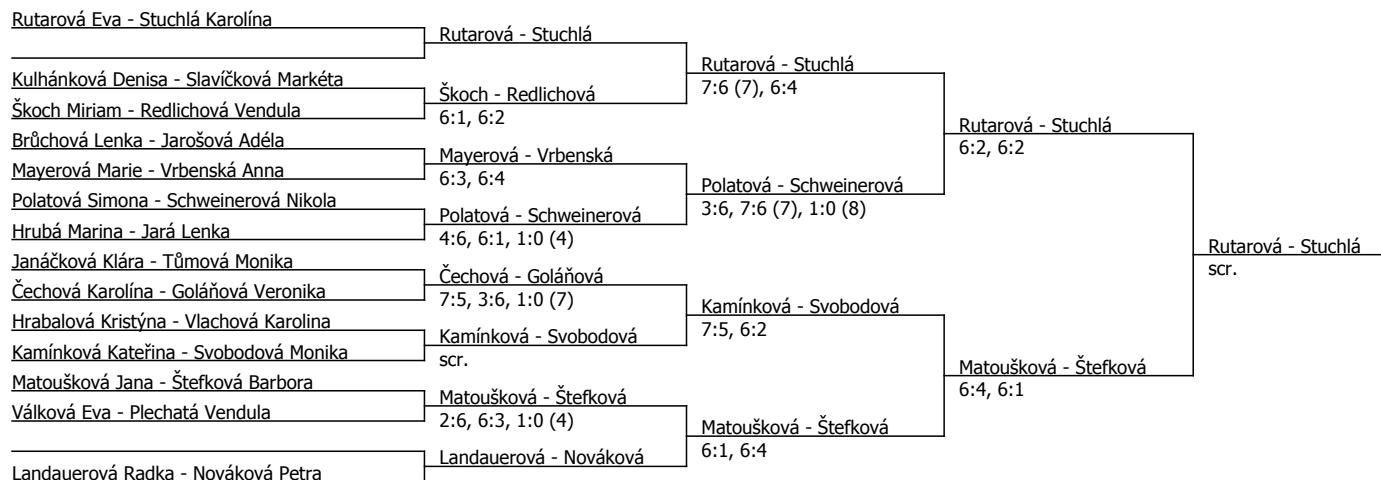 Rutarová Eva - Stuchlá Karolína
Kulhánková Denisa - Slavíčková Markéta
Škoch Miriam - Redlichová Vendula
Brůchová Lenka - Jarošová Adéla
Mayerová Marie - Vrbenská Anna
Polatová Simona - Schweinerová Nikola
Hrubá Marina - Jará Lenka
Janáčková Klára - Tůmová Monika
Čechová Karolína - Goláňová Veronika
Hrabalová Kristýna - Vlachová Karolina
Kamínková Kateřina - Svobodová Monika
Matoušková Jana - Štefková Barbora
Válková Eva - Plechatá Vendula
Landauerová Radka - Nováková Petra
Rutarová - Stuchlá
Škoch - Redlichová
6:1, 6:2
Mayerová - Vrbenská
6:3, 6:4
Polatová - Schweinerová
4:6, 6:1, 1:0 (4)
Čechová - Goláňová
7:5, 3:6, 1:0 (7)
Kamínková - Svobodová
scr.
Matoušková - Štefková
2:6, 6:3, 1:0 (4)
Landauerová - Nováková
Rutarová - Stuchlá
7:6 (7), 6:4
Polatová - Schweinerová
3:6, 7:6 (7), 1:0 (8)
Kamínková - Svobodová
7:5, 6:2
Matoušková - Štefková
6:1, 6:4
Rutarová - Stuchlá
6:2, 6:2
Matoušková - Štefková
6:4, 6:1
Rutarová - Stuchlá
scr.